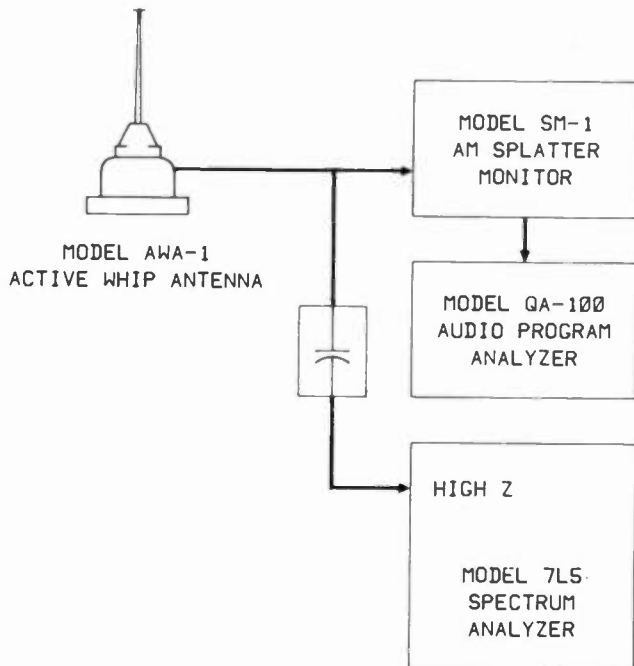 MODEL SM-1
AM SPLATTER
MONITOR
MODEL AWA-1
ACTIVE WHIP ANTENNA
MODEL QA-100
AUDIO PROGRAM
ANALYZER
HIGH Z
MODEL 7L5
SPECTRUM
ANALYZER